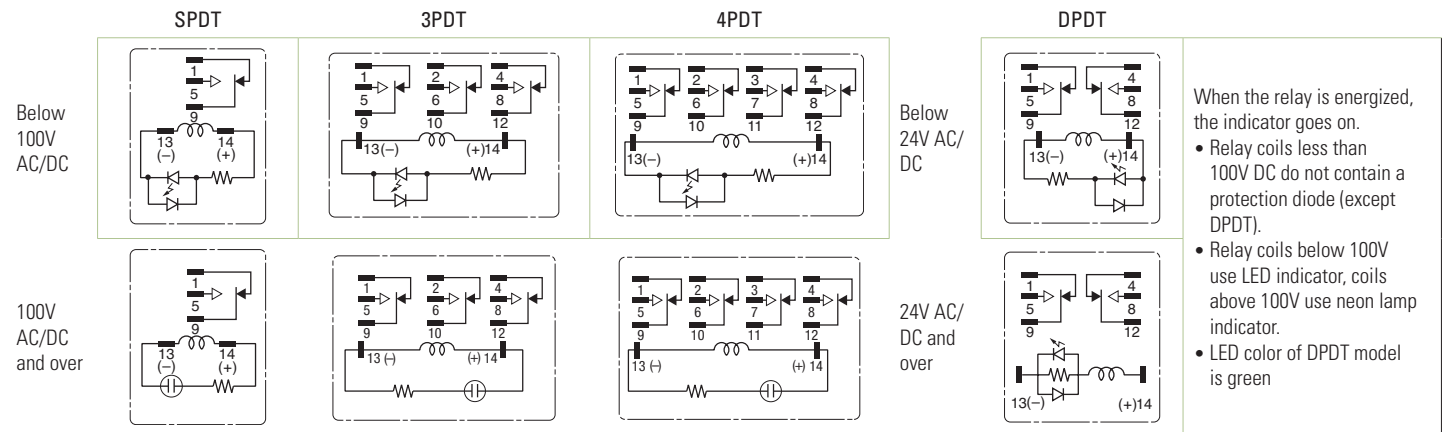 SPDT
3PDT
4PDT
DPDT
Below
100V
AC/DC
1
5
9
13
14
(–)
(+)
1
2
4
5
6
8
9
10
12
13(–)
(+)14
1
2
3
4
5
6
7
8
9
10
11
12
13(–)
(+)14
Below
24V AC/
DC
1
4
5
8
9
12
13(–)
(+)14
When the relay is energized,
the indicator goes on.
• Relay coils less than
100V DC do not contain a
protection diode (except
DPDT).
• Relay coils below 100V
use LED indicator, coils
above 100V use neon lamp
indicator.
• LED color of DPDT model
is green
100V
AC/DC
and over
1
5
9
13
14
(–)
(+)
1
2
4
5
6
8
9
10
12
13 (–)
(+) 14
1
2
3
4
5
6
7
8
9
10
11
12
13 (–)
(+) 14
24V AC/
DC and
over
1
4
5
8
9
12
13(–)
(+)14